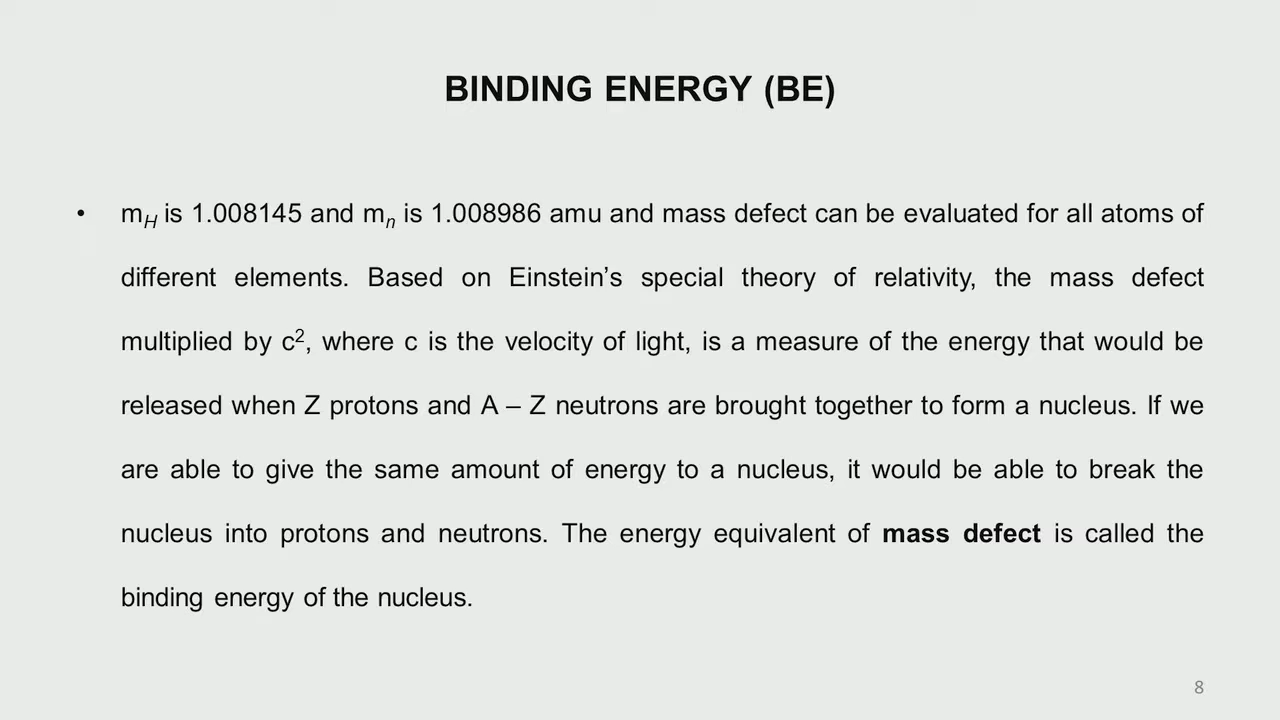 BINDING ENERGY (BE)
• mH is 1.008145 and mn is 1.008986 amu and mass defect can be evaluated for all atoms of
different elements. Based on Einstein’s special theory of relativity, the mass defect
multiplied by c², where c is the velocity of light, is a measure of the energy that would be
released when Z protons and A – Z neutrons are brought together to form a nucleus. If we
are able to give the same amount of energy to a nucleus, it would be able to break the
nucleus into protons and neutrons. The energy equivalent of mass defect is called the
binding energy of the nucleus.
8